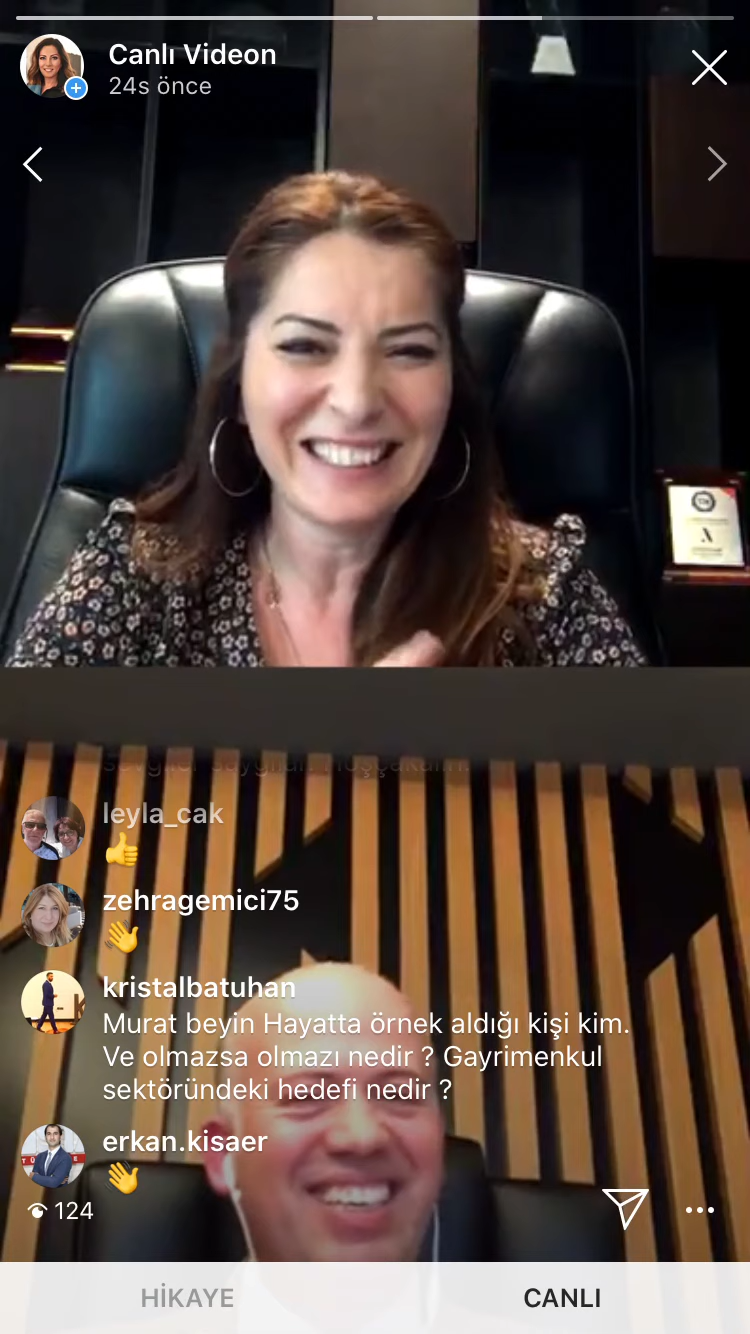 Canlı Videon
24s önce
leyla_cak
👍
zehragemici75
👋
kristalbatuhan
Murat beyin Hayatta örnek aldığı kişi kim.
Ve olmazsa olmazı nedir ? Gayrimenkul
sektöründeki hedefi nedir ?
erkan.kisaer
👋
124
HİKAYE
CANLI